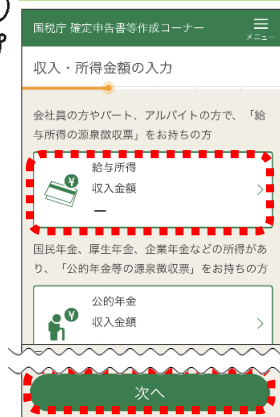 国税庁 確定申告書等作成コーナー
メニュー
収入・所得金額の入力
会社員の方やパート、アルバイトの方で、「給
与所得の源泉徴収票」をお持ちの方
給与所得
収入金額
ー
国民年金、厚生年金、企業年金などの所得があ
り、「公的年金等の源泉徴収票」をお持ちの方
公的年金
収入金額
次へ